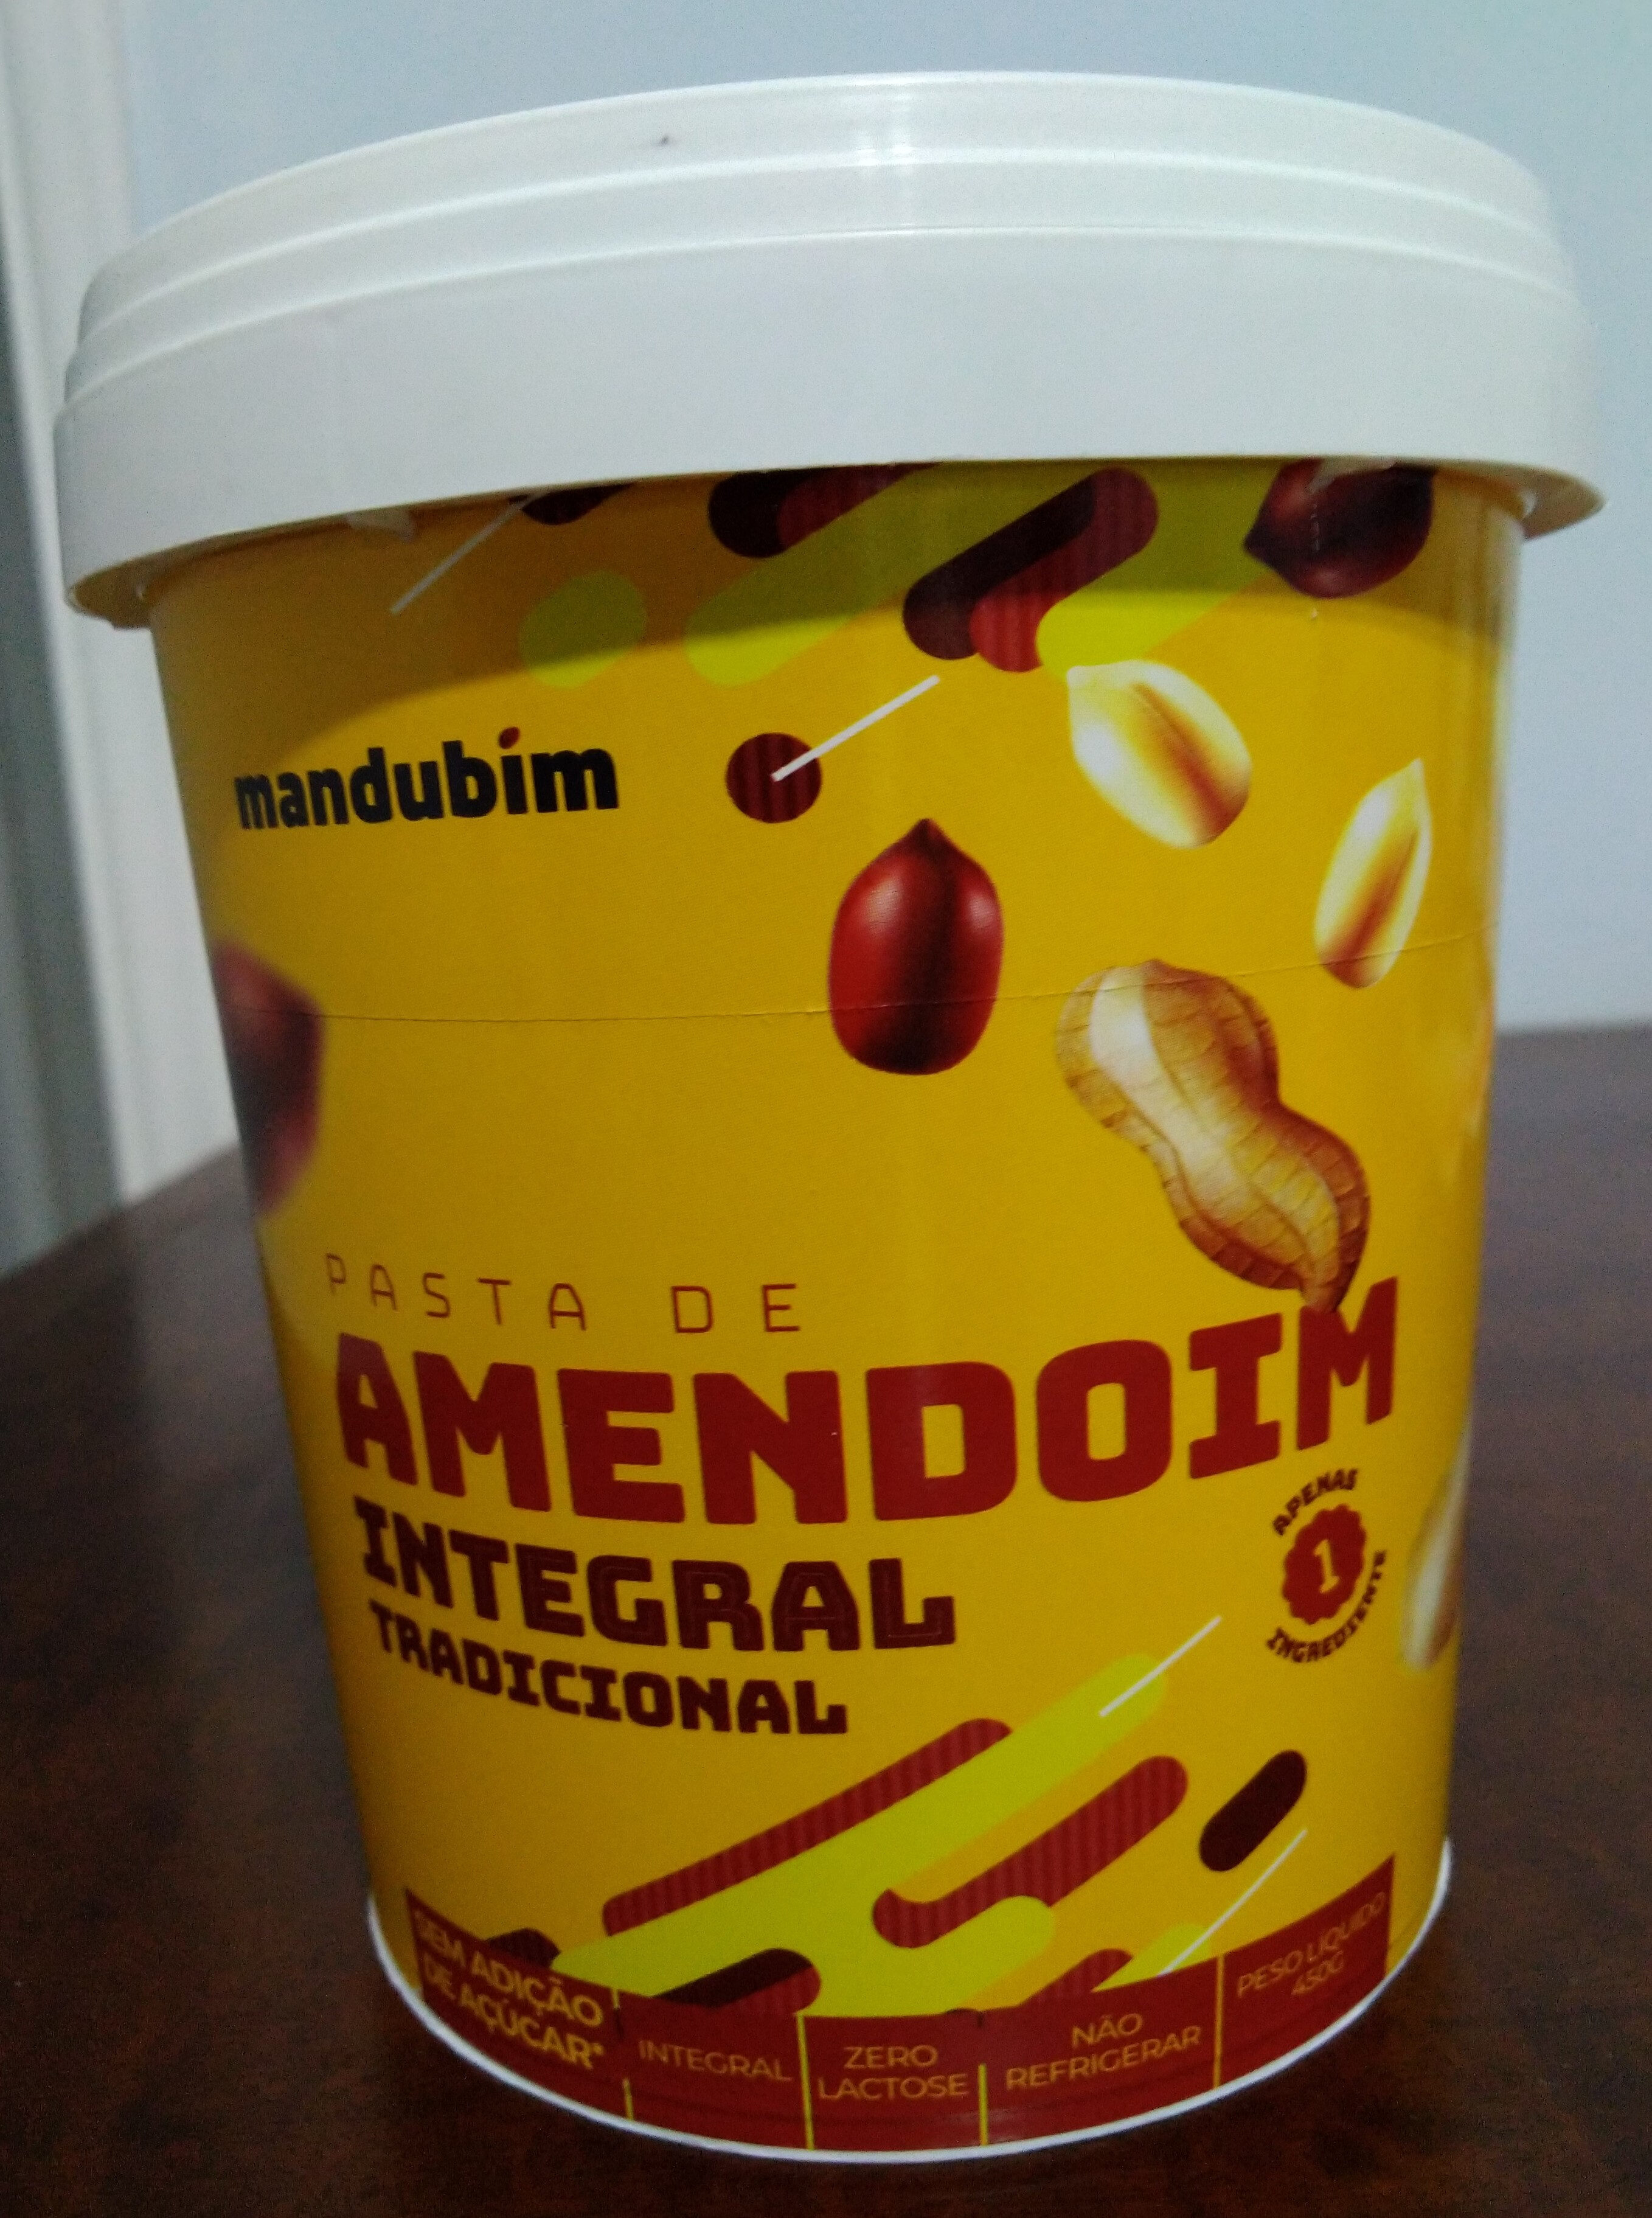 mandubim
PASTA DE
AMENDOIM
INTEGRAL
TRADICIONAL
APENAS
1
INGREDIENTE
SEM ADIÇÃO
DE AÇÚCAR*
INTEGRAL
ZERO
LACTOSE
NÃO
REFRIGERAR
PESO LÍQUIDO
450G